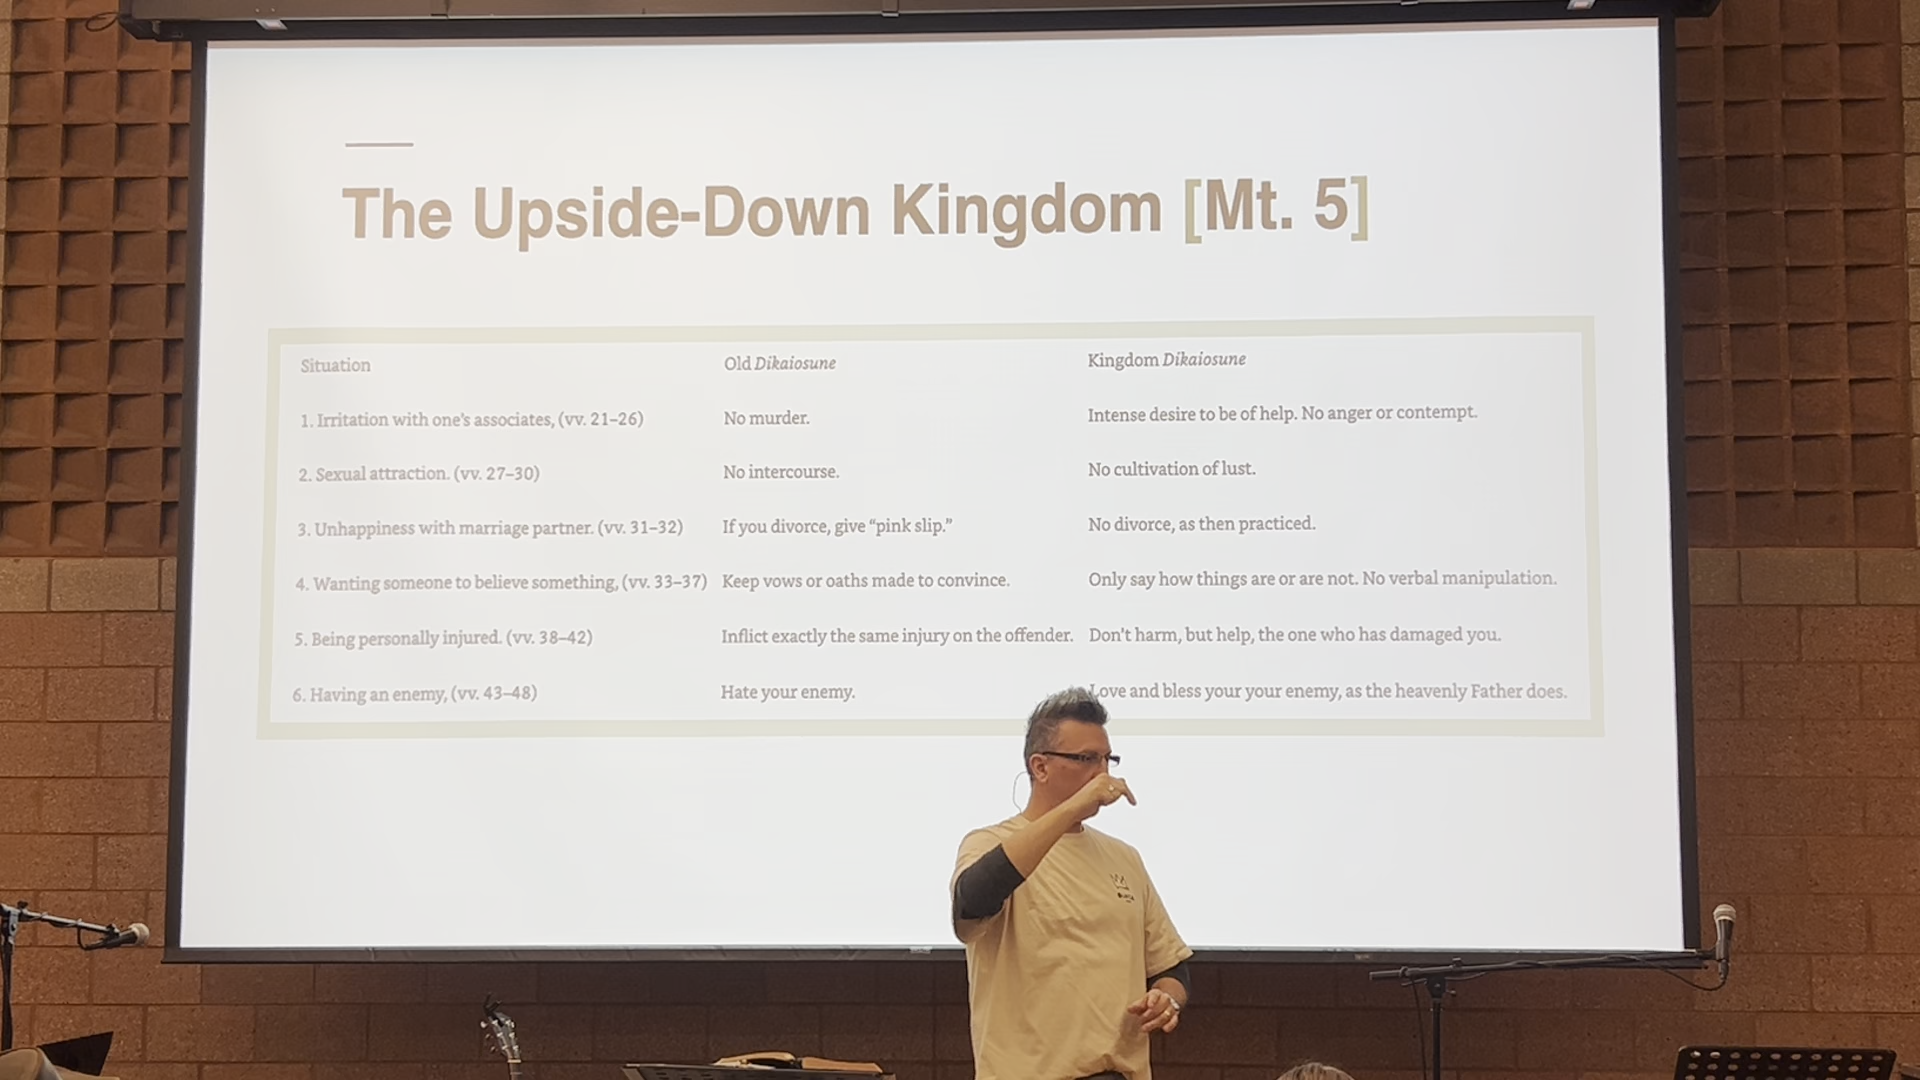 The Upside-Down Kingdom [Mt. 5]
Situation Old Dikaiosune Kingdom Dikaiosune
1. Irritation with one's associates, (vv. 21–26) No murder. Intense desire to be of help. No anger or contempt.
2. Sexual attraction. (vv. 27–30) No intercourse. No cultivation of lust.
3. Unhappiness with marriage partner. (vv. 31–32) If you divorce, give “pink slip.” No divorce, as then practiced.
4. Wanting someone to believe something, (vv. 33–37) Keep vows or oaths made to convince. Only say how things are or are not. No verbal manipulation.
5. Being personally injured. (vv. 38–42) Inflict exactly the same injury on the offender. Don't harm, but help, the one who has damaged you.
6. Having an enemy, (vv. 43–48) Hate your enemy. Love and bless your your enemy, as the heavenly Father does.